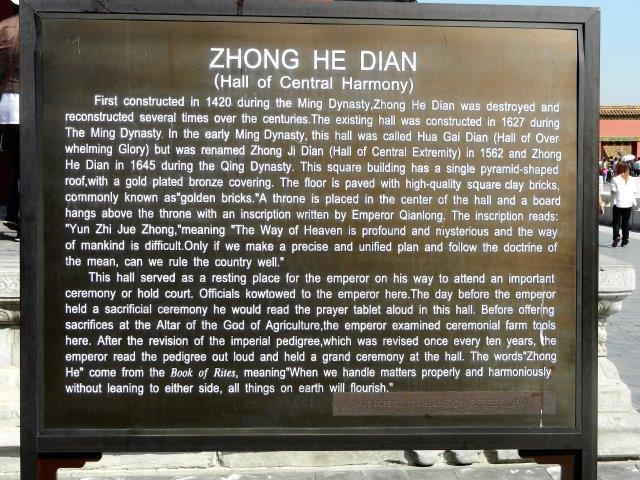 ZHONG HE DIAN
(Hall of Central Harmony)
First constructed in 1420 during the Ming Dynasty,Zhong He Dian was destroyed and
reconstructed several times over the centuries.The existing hall was constructed in 1627 during
The Ming Dynasty. In the early Ming Dynasty, this hall was called Hua Gai Dian (Hall of Over
whelming Glory) but was renamed Zhong Ji Dian (Hall of Central Extremity) in 1562 and Zhong
He Dian in 1645 during the Qing Dynasty. This square building has a single pyramid-shaped
roof,with a gold plated bronze covering. The floor is paved with high-quality square clay bricks,
commonly known as"golden bricks."A throne is placed in the center of the hall and a board
hangs above the throne with an inscription written by Emperor Qianlong. The inscription reads:
"Yun Zhi Jue Zhong,"meaning "The Way of Heaven is profound and mysterious and the way
of mankind is difficult.Only if we make a precise and unified plan and follow the doctrine of
the mean, can we rule the country well."
This hall served as a resting place for the emperor on his way to attend an important
ceremony or hold court. Officials kowtowed to the emperor here.The day before the emperor
held a sacrificial ceremony he would read the prayer tablet aloud in this hall. Before offering
sacrifices at the Altar of the God of Agriculture,the emperor examined ceremonial farm tools
here. After the revision of the imperial pedigree,which was revised once every ten years, the
emperor read the pedigree out loud and held a grand ceremony at the hall. The words"Zhong
He" come from the Book of Rites, meaning"When we handle matters properly and harmoniously
without leaning to either side, all things on earth will flourish."
MADE POSSIBLE BY THE AMERICAN EXPRESS COMPANY